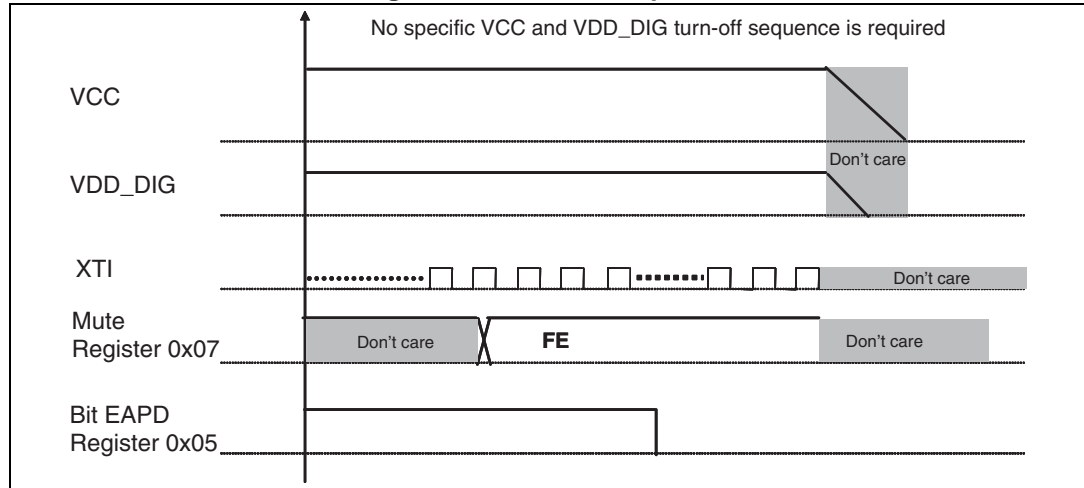 No specific VCC and VDD_DIG turn-off sequence is required
VCC
Don't care
VDD_DIG
XTI
Don't care
Mute
Register 0x07
Don't care
FE
Don't care
Bit EAPD
Register 0x05